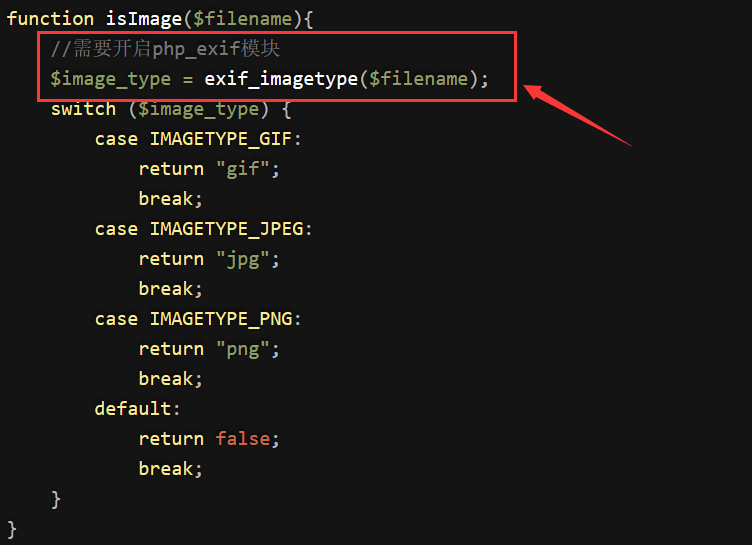 function isImage($filename){
//需要开启php_exif模块
$image_type = exif_imagetype($filename);
switch ($image_type) {
case IMAGETYPE_GIF:
return "gif";
break;
case IMAGETYPE_JPEG:
return "jpg";
break;
case IMAGETYPE_PNG:
return "png";
break;
default:
return false;
break;
}
}